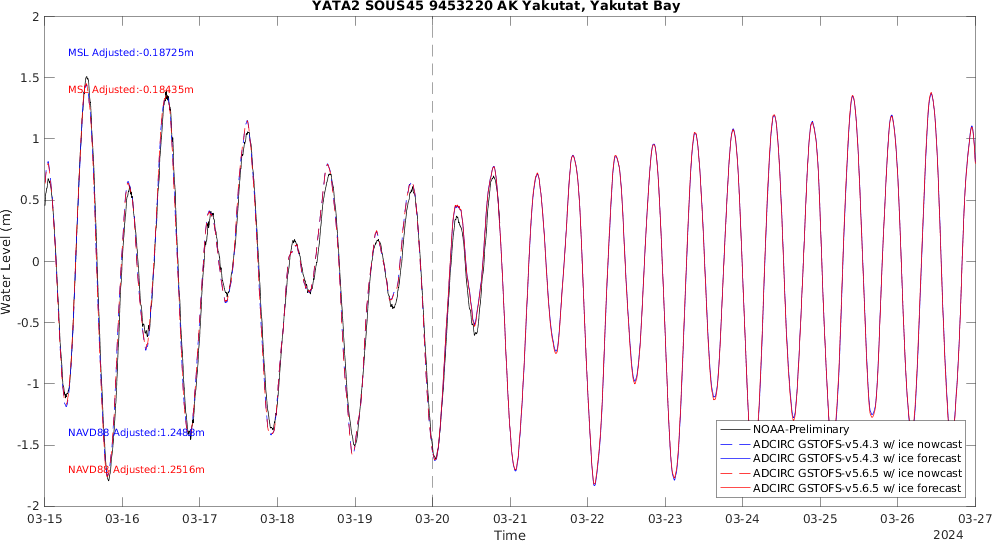 YATA2 SOUS45 9453220 AK Yakutat, Yakutat Bay
2
MSL Adjusted:-0.18725m
1.5
MSL Adjusted:-0.18435m
1
0.5
0
-0.5
-1
-1.5
-2
Water Level (m)
NAVD88 Adjusted:1.2488m
NAVD88 Adjusted:1.2516m
NOAA-Preliminary
ADCIRC GSTOFS-v5.4.3 w/ ice nowcast
ADCIRC GSTOFS-v5.4.3 w/ ice forecast
ADCIRC GSTOFS-v5.6.5 w/ ice nowcast
ADCIRC GSTOFS-v5.6.5 w/ ice forecast
03-15 03-16 03-17 03-18 03-19 03-20 03-21 03-22 03-23 03-24 03-25 03-26 03-27
Time
2024